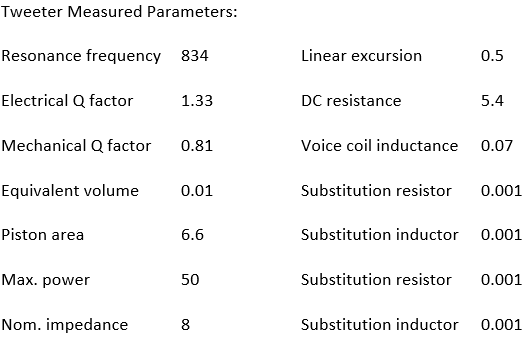 Tweeter Measured Parameters:
Resonance frequency 834 Linear excursion 0.5
Electrical Q factor 1.33 DC resistance 5.4
Mechanical Q factor 0.81 Voice coil inductance 0.07
Equivalent volume 0.01 Substitution resistor 0.001
Piston area 6.6 Substitution inductor 0.001
Max. power 50 Substitution resistor 0.001
Nom. impedance 8 Substitution inductor 0.001